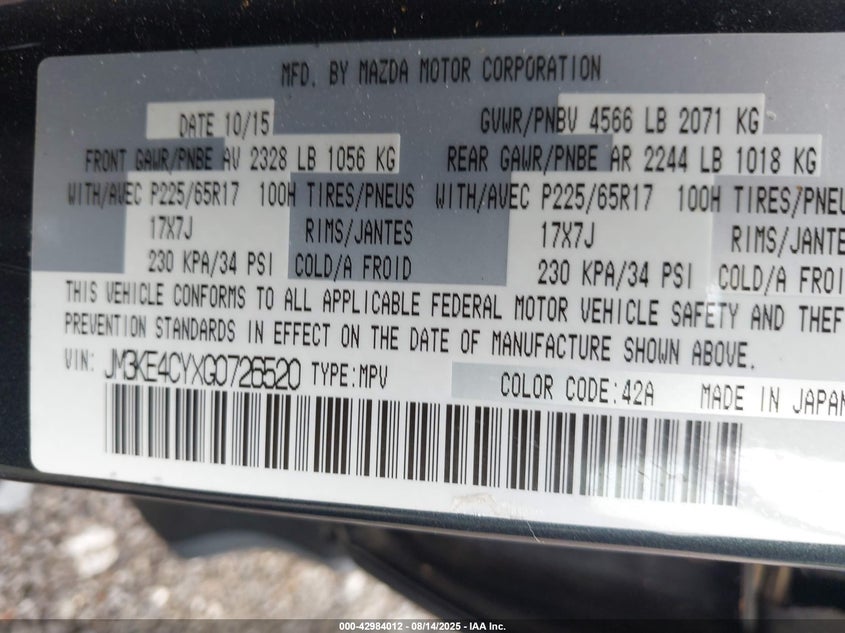 MFD. BY MAZDA MOTOR CORPORATION
DATE 10/15 GVWR/PNBV 4566 LB 2071 KG
FRONT GAWR/PNBE AV 2328 LB 1056 KG REAR GAWR/PNBE AR 2244 LB 1018 KG
WITH/AVEC P225/65R17 100H TIRES/PNEUS WITH/AVEC P225/65R17 100H TIRES/PNEU
17X7J RIMS/JANTES 17X7J RIMS/JANTE
230 KPA/34 PSI COLD/A FROID 230 KPA/34 PSI COLD/A FROI
THIS VEHICLE CONFORMS TO ALL APPLICABLE FEDERAL MOTOR VEHICLE SAFETY AND THEF
PREVENTION STANDARDS IN EFFECT ON THE DATE OF MANUFACTURE SHOWN ABOVE.
VIN: JM3KE4CYXG0726520 TYPE:MPV COLOR CODE:42A MADE IN JAPAN
000-42984012 - 08/14/2025 - IAA Inc.